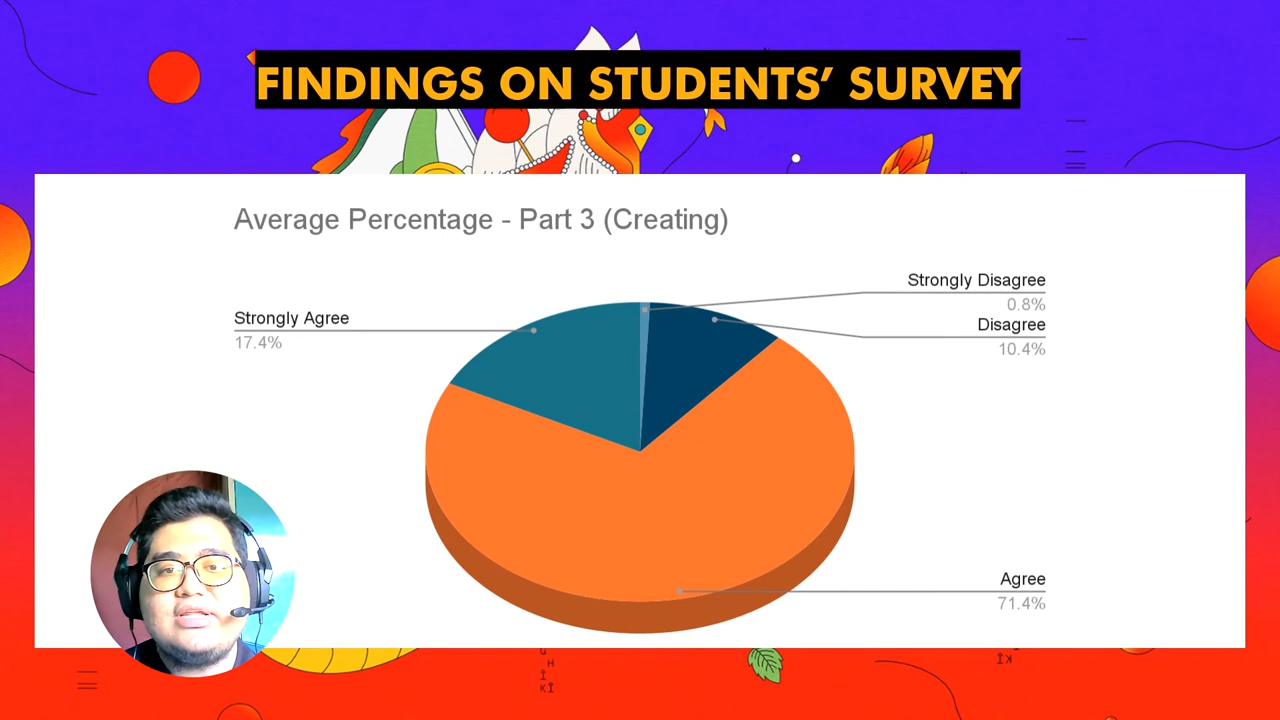 FINDINGS ON STUDENTS’ SURVEY
Average Percentage - Part 3 (Creating)
Strongly Disagree
0.8%
Strongly Agree
17.4%
Disagree
10.4%
Agree
71.4%